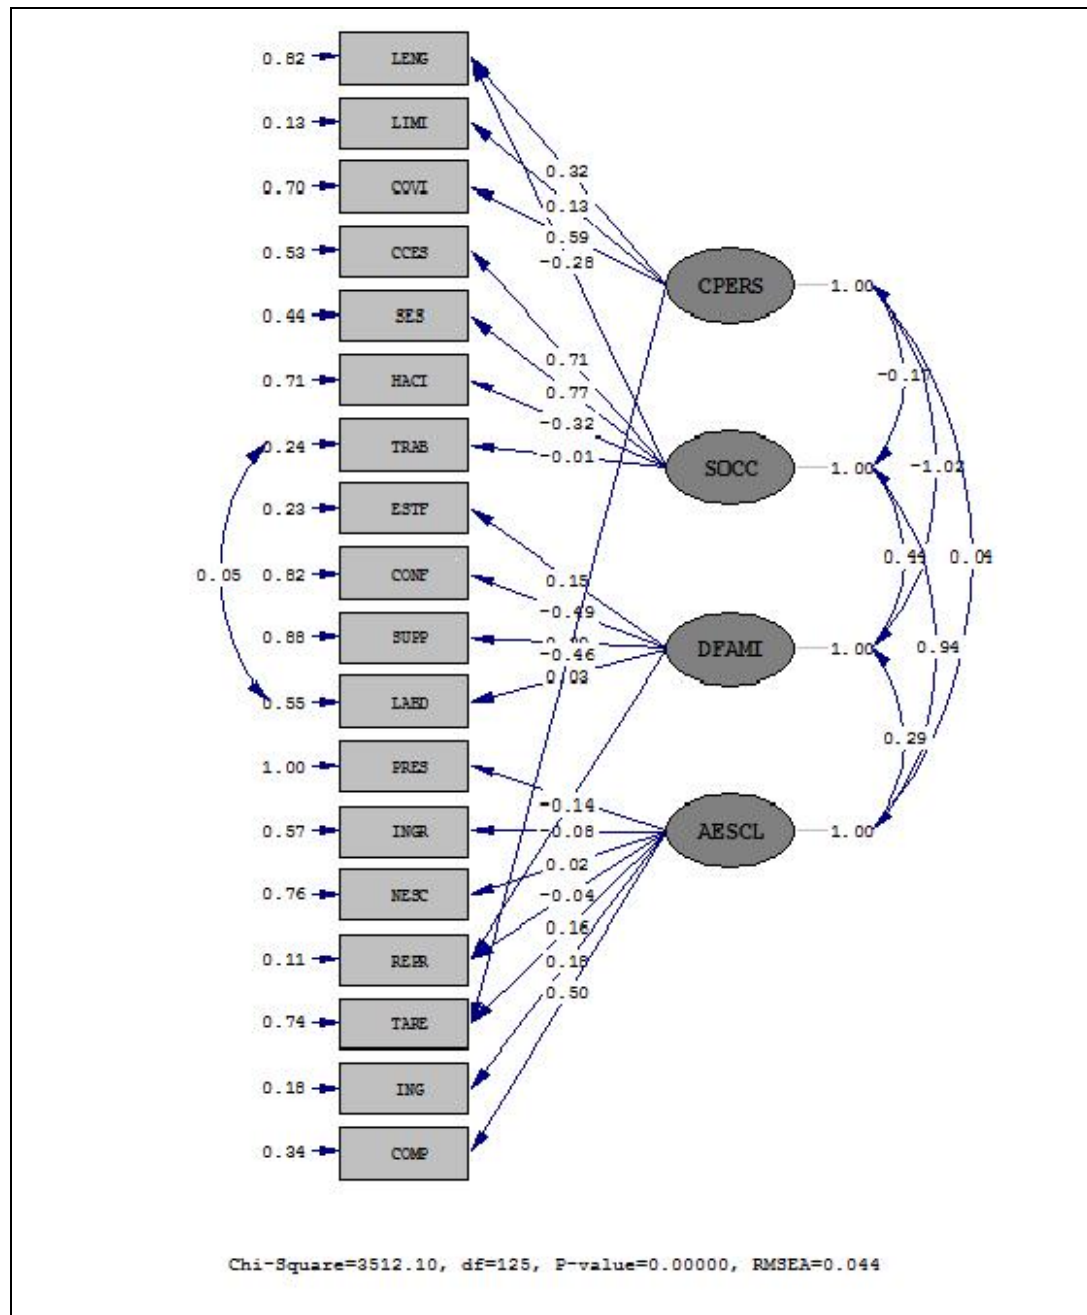 0.82 LENG
0.13 LIMI
0.32
0.70 COVI
0.13
0.59
0.53 CCES
-0.28
CPERS 1.00
0.44 SES
0.71
-0.17
0.71 HACI
0.77
-0.32
0.24 TRAB
-0.01
SOCC 1.00
-1.02
0.23 ESTF
0.44 0.04
0.05 0.82 CONF
0.15
-0.49
0.88 SUPP
-0.46
DFAMI 1.00
0.94
0.03
0.55 LABD
0.29
1.00 PRES
-0.14
0.57 INGR
-0.08
AESCL 1.00
0.02
0.76 NESC
-0.04
0.16
0.11 REPR
0.50
0.74 TARE
0.18 ING
0.34 COMP
Chi-Square=3512.10, df=125, P-value=0.00000, RMSEA=0.044